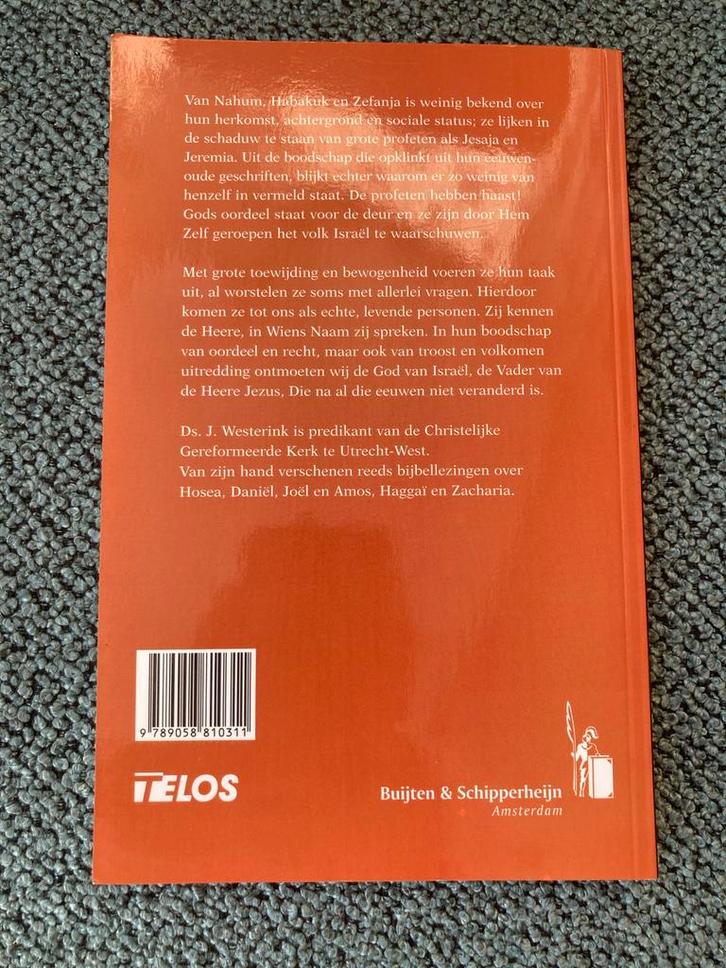 Van Nahum, Habakuk en Zefanja is weinig bekend over
hun herkomst, achtergrond en sociale status; ze lijken in
de schaduw te staan van grote profeten als Jesaja en
Jeremia. Uit de boodschap die opklinkt uit hun eeuwen-
oude geschriften, blijkt echter waarom er zo weinig van
henzelf in vermeld staat. De profeten hebben haast!
Gods oordeel staat voor de deur en ze zijn door Hem
Zelf geroepen het volk Israël te waarschuwen.
Met grote toewijding en bewogenheid voeren ze hun taak
uit, al worstelen ze soms met allerlei vragen. Hierdoor
komen ze tot ons als echte, levende personen. Zij kennen
de Heere, in Wiens Naam zij spreken. In hun boodschap
van oordeel en recht, maar ook van troost en volkomen
uitredding ontmoeten wij de God van Israël, de Vader van
de Heere Jezus, Die na al die eeuwen niet veranderd is.
Ds. J. Westerink is predikant van de Christelijke
Gereformeerde Kerk te Utrecht-West.
Van zijn hand verschenen reeds bijbellezingen over
Hosea, Daniël, Joël en Amos, Haggaï en Zacharia.
9 789058 810311
TELOS
Buijten & Schipperheijn
Amsterdam